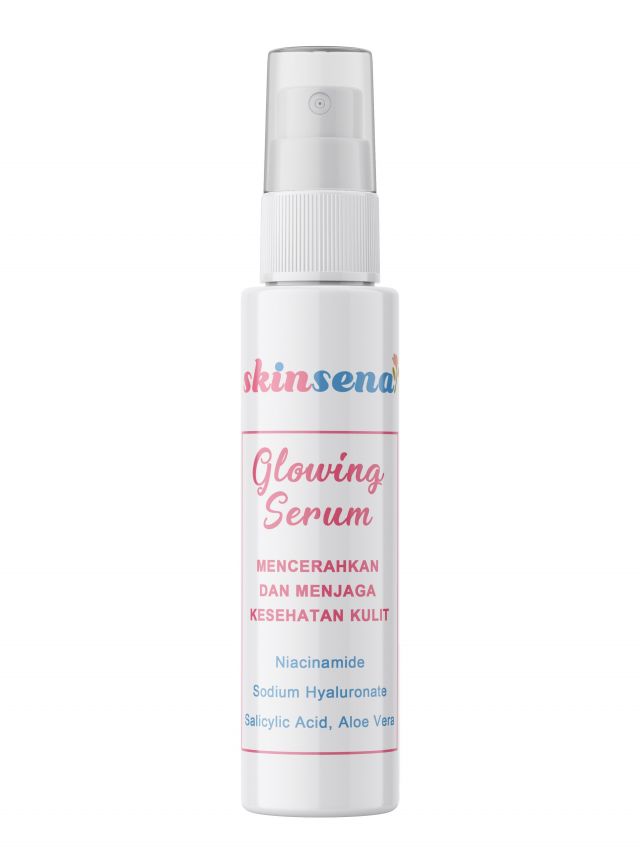 skinsena
Glowing
Serum
MENCERAHKAN
DAN MENJAGA
KESEHATAN KULIT
Niacinamide
Sodium Hyaluronate
Salicylic Acid, Aloe Vera